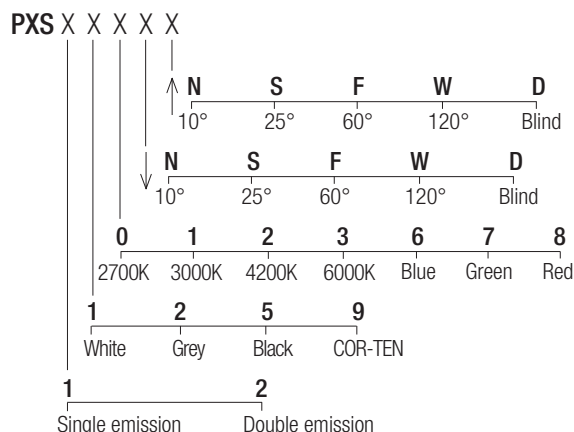 PXS X X X X X
N S F W D
10° 25° 60° 120° Blind
N S F W D
10° 25° 60° 120° Blind
0 1 2 3 6 7 8
2700K 3000K 4200K 6000K Blue Green Red
1 2 5 9
White Grey Black COR-TEN
1 2
Single emission Double emission